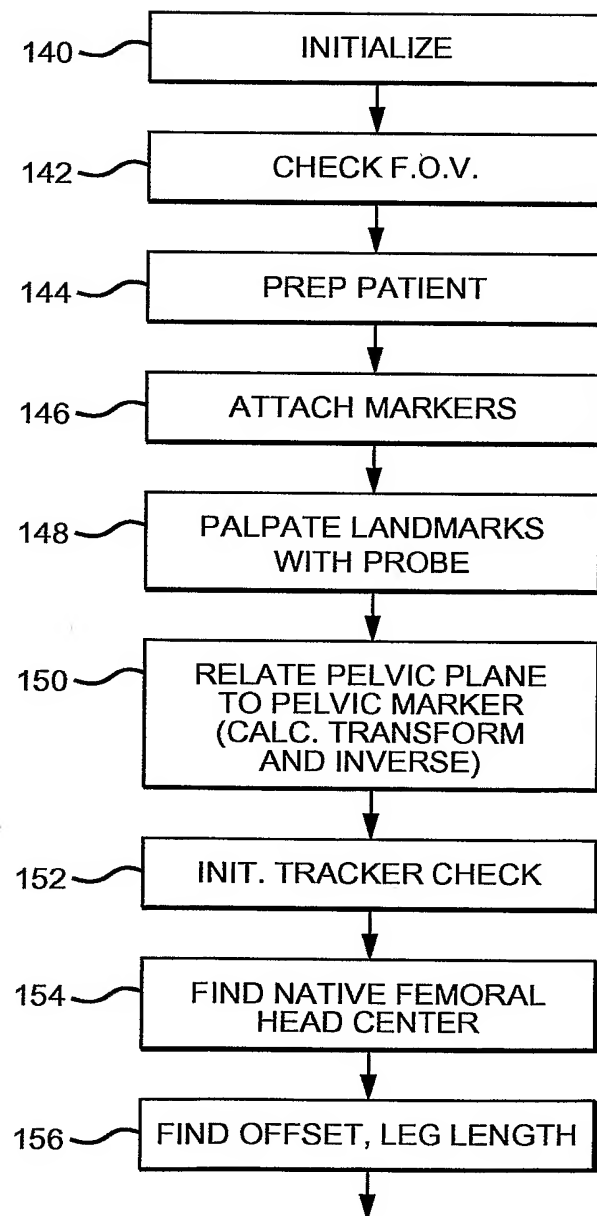 140 INITIALIZE
142 CHECK F.O.V.
144 PREP PATIENT
146 ATTACH MARKERS
148 PALPATE LANDMARKS
WITH PROBE
150 RELATE PELVIC PLANE
TO PELVIC MARKER
(CALC. TRANSFORM
AND INVERSE)
152 INIT. TRACKER CHECK
154 FIND NATIVE FEMORAL
HEAD CENTER
156 FIND OFFSET, LEG LENGTH